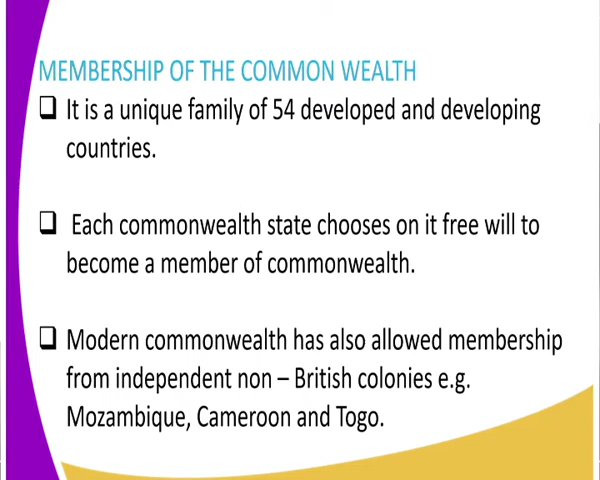 MEMBERSHIP OF THE COMMON WEALTH
❑ It is a unique family of 54 developed and developing
countries.
❑ Each commonwealth state chooses on it free will to
become a member of commonwealth.
❑ Modern commonwealth has also allowed membership
from independent non – British colonies e.g.
Mozambique, Cameroon and Togo.